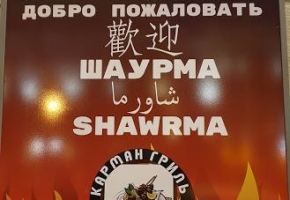 ДОБРО ПОЖАЛОВАТЬ
歡迎
ШАУРМА
شاورما
SHAWRMA
КАРМАН ГРИЛЬ